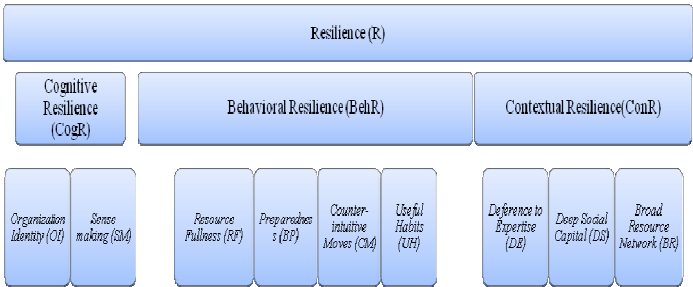 Resilience (R)
Cognitive
Resilience
(CogR)
Behavioral Resilience (BehR)
Contextual Resilience(ConR)
Organization
Identity (OI)
Sense
making (SM)
Resource
Fullness (RF)
Preparednes
s (BP)
Counter-
intuitive
Moves (CM)
Useful
Habits
(UH)
Deference to
Expertise
(DE)
Deep Social
Capital (DS)
Broad
Resource
Network (BR)